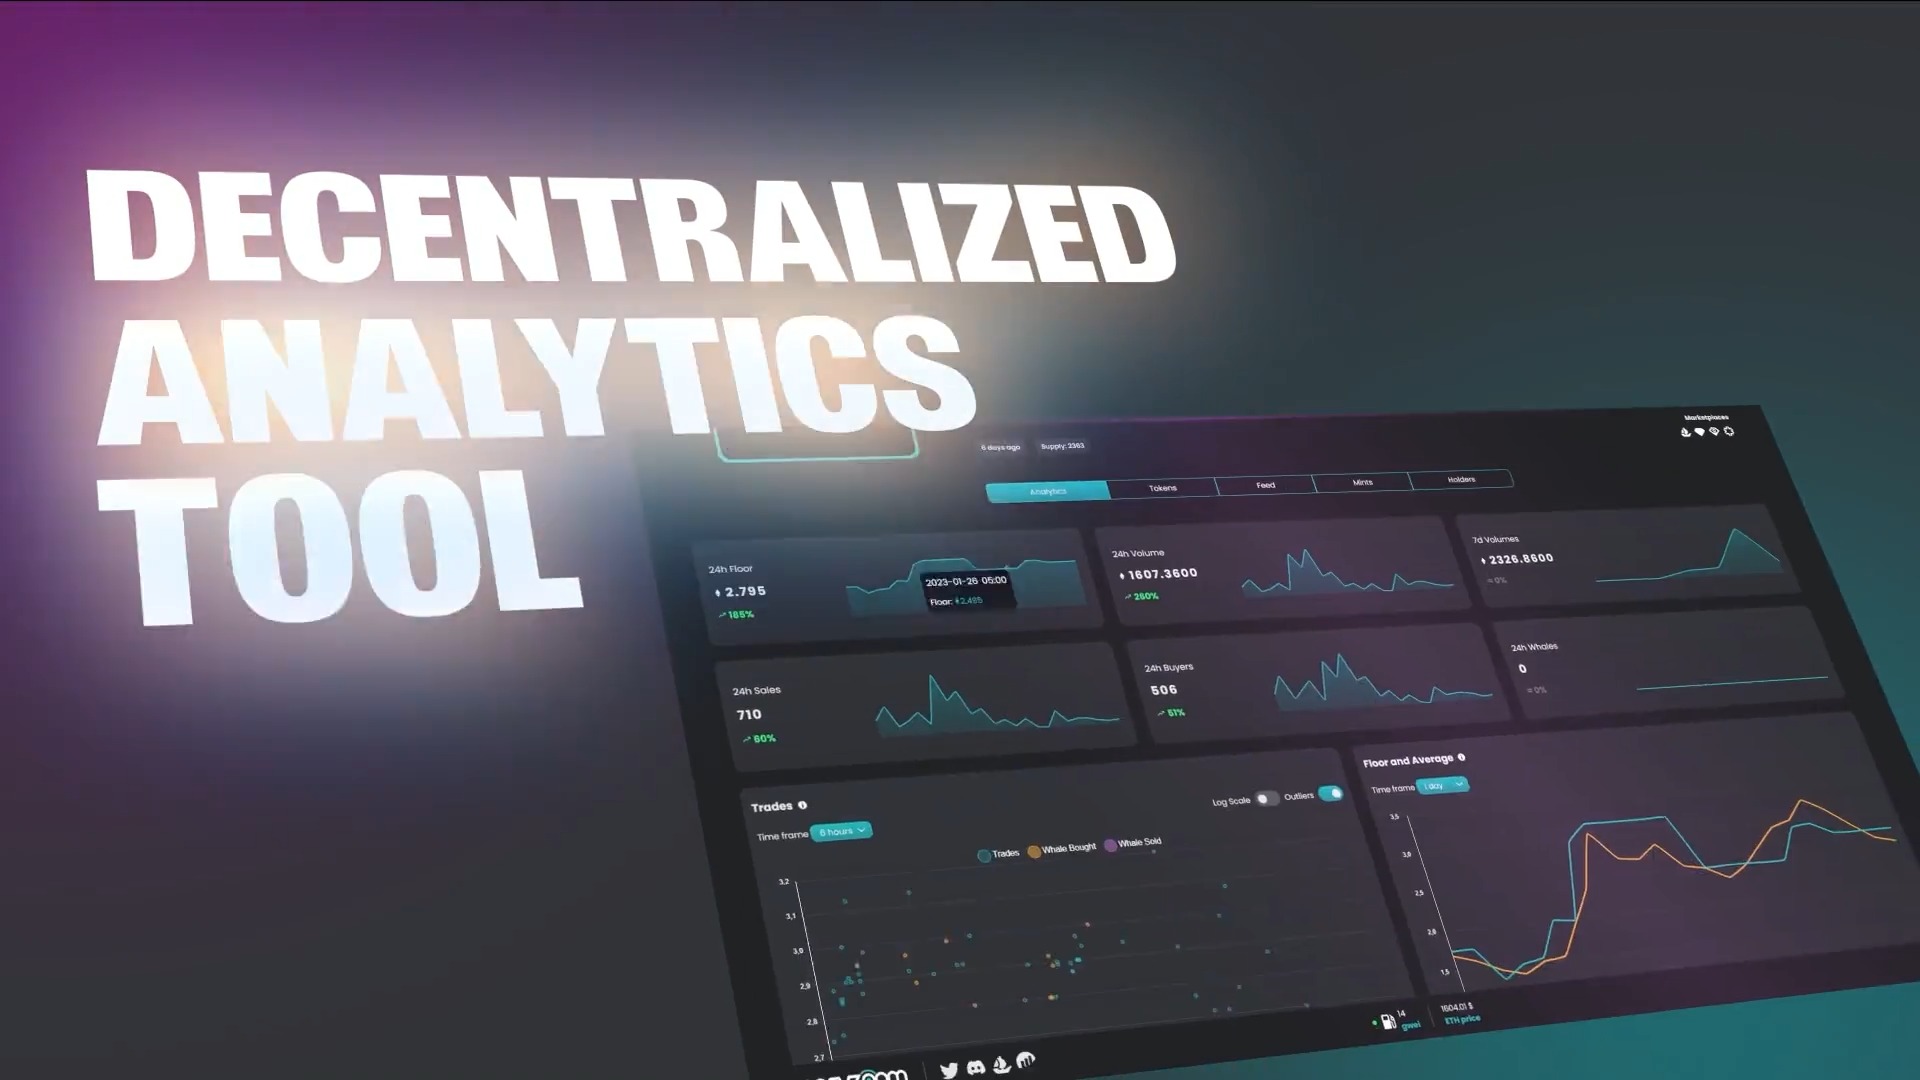 DECENTRALIZED
ANALYTICS
TOOL
Marketplaces
6 days ago Supply: 2363
Analytics Tokens Feed Mints Holders
24h Floor
2.795
185%
2023-01-26 05:00
Floor: 2.485
24h Volume
1607.3600
260%
7d Volumes
2326.8600
= 0%
24h Sales
710
60%
24h Buyers
506
51%
24h Whales
0
= 0%
Trades
Time frame 6 hours
Log Scale Outliers
Trades Whale Bought Whale Sold
3,2
3,1
3,0
2,9
2,8
2,7
Floor and Average
Time frame 1 day
3,5
3,0
2,5
2,0
1,5
14
gwei
1604.01 $
ETH price